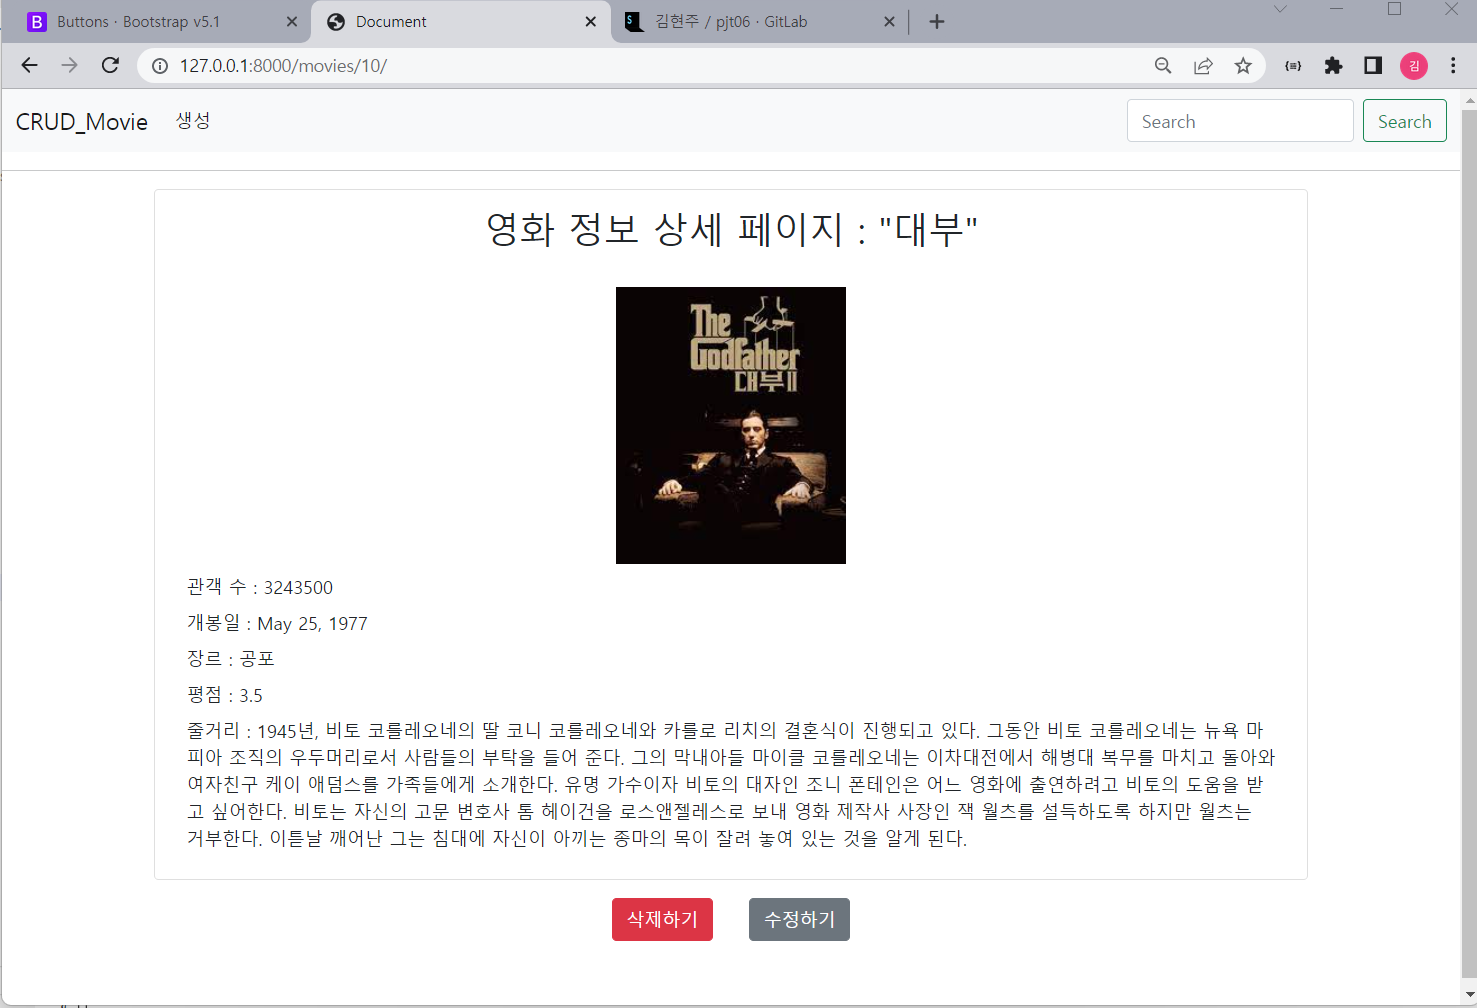 Buttons · Bootstrap v5.1
Document
김현주 / pjt06 · GitLab
127.0.0.1:8000/movies/10/
김
CRUD_Movie 생성
Search Search
영화 정보 상세 페이지 : "대부"
The
Godfather
대부II
관객 수 : 3243500
개봉일 : May 25, 1977
장르 : 공포
평점 : 3.5
줄거리 : 1945년, 비토 코를레오네의 딸 코니 코를레오네와 카를로 리치의 결혼식이 진행되고 있다. 그동안 비토 코를레오네는 뉴욕 마
피아 조직의 우두머리로서 사람들의 부탁을 들어 준다. 그의 막내아들 마이클 코를레오네는 이차대전에서 해병대 복무를 마치고 돌아와
여자친구 케이 애덤스를 가족들에게 소개한다. 유명 가수이자 비토의 대자인 조니 폰테인은 어느 영화에 출연하려고 비토의 도움을 받
고 싶어한다. 비토는 자신의 고문 변호사 톰 헤이건을 로스앤젤레스로 보내 영화 제작사 사장인 잭 월츠를 설득하도록 하지만 월츠는
거부한다. 이튿날 깨어난 그는 침대에 자신이 아끼는 종마의 목이 잘려 놓여 있는 것을 알게 된다.
삭제하기 수정하기